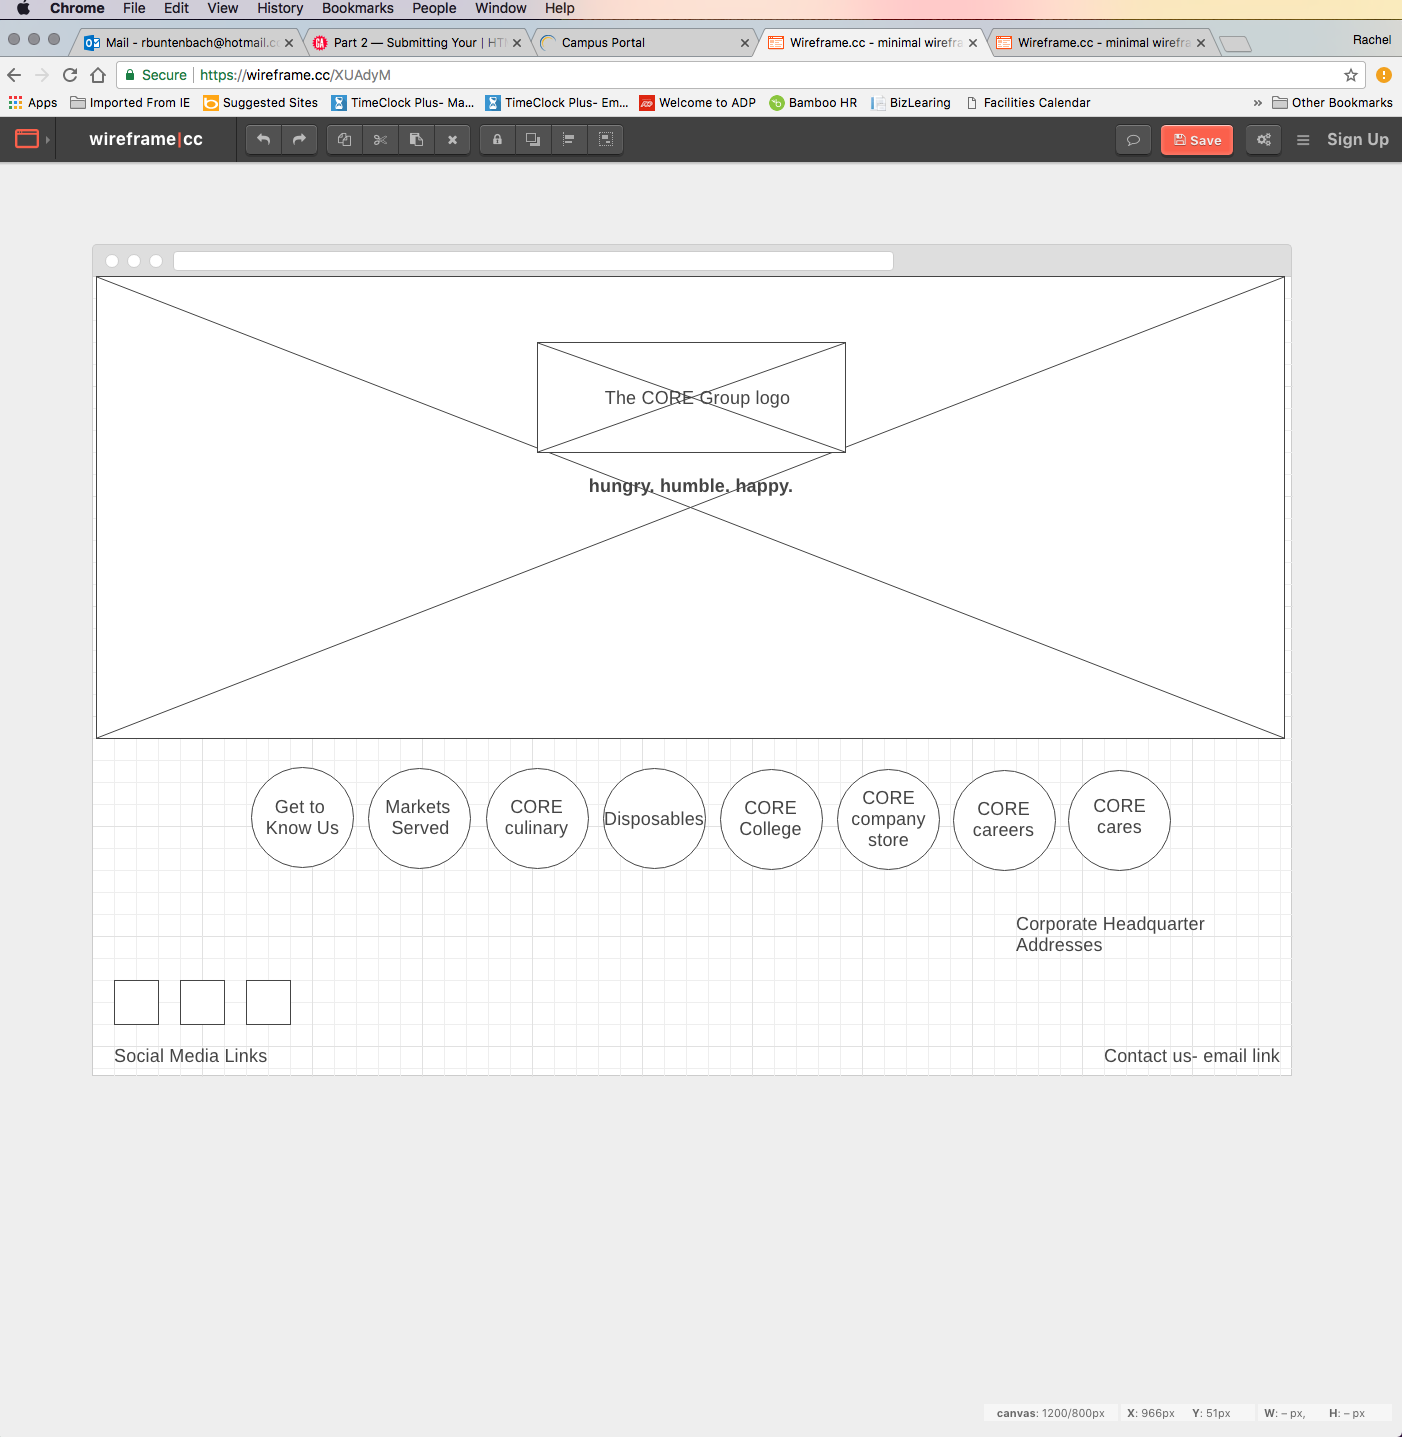 Chrome File Edit View History Bookmarks People Window Help
Mail - rbuntenbach@hotmail.c
Part 2 — Submitting Your | HT
Campus Portal
Wireframe.cc - minimal wirefra
Wireframe.cc - minimal wirefra
Rachel
Secure https://wireframe.cc/XUAdyM
Apps Imported From IE Suggested Sites TimeClock Plus- Ma... TimeClock Plus- Em... Welcome to ADP Bamboo HR BizLearing Facilities Calendar » Other Bookmarks
wireframe|cc Save Sign Up
The CORE Group logo
hungry. humble. happy.
Get to
Know Us
Markets
Served
CORE
culinary
Disposables
CORE
College
CORE
company
store
CORE
careers
CORE
cares
Corporate Headquarter
Addresses
Social Media Links
Contact us- email link
canvas: 1200/800px X: 966px Y: 51px W: – px, H: – px